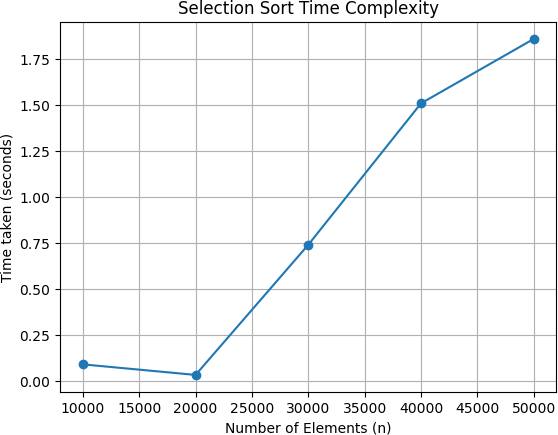 Selection Sort Time Complexity
Time taken (seconds)
1.75
1.50
1.25
1.00
0.75
0.50
0.25
0.00
10000 15000 20000 25000 30000 35000 40000 45000 50000
Number of Elements (n)